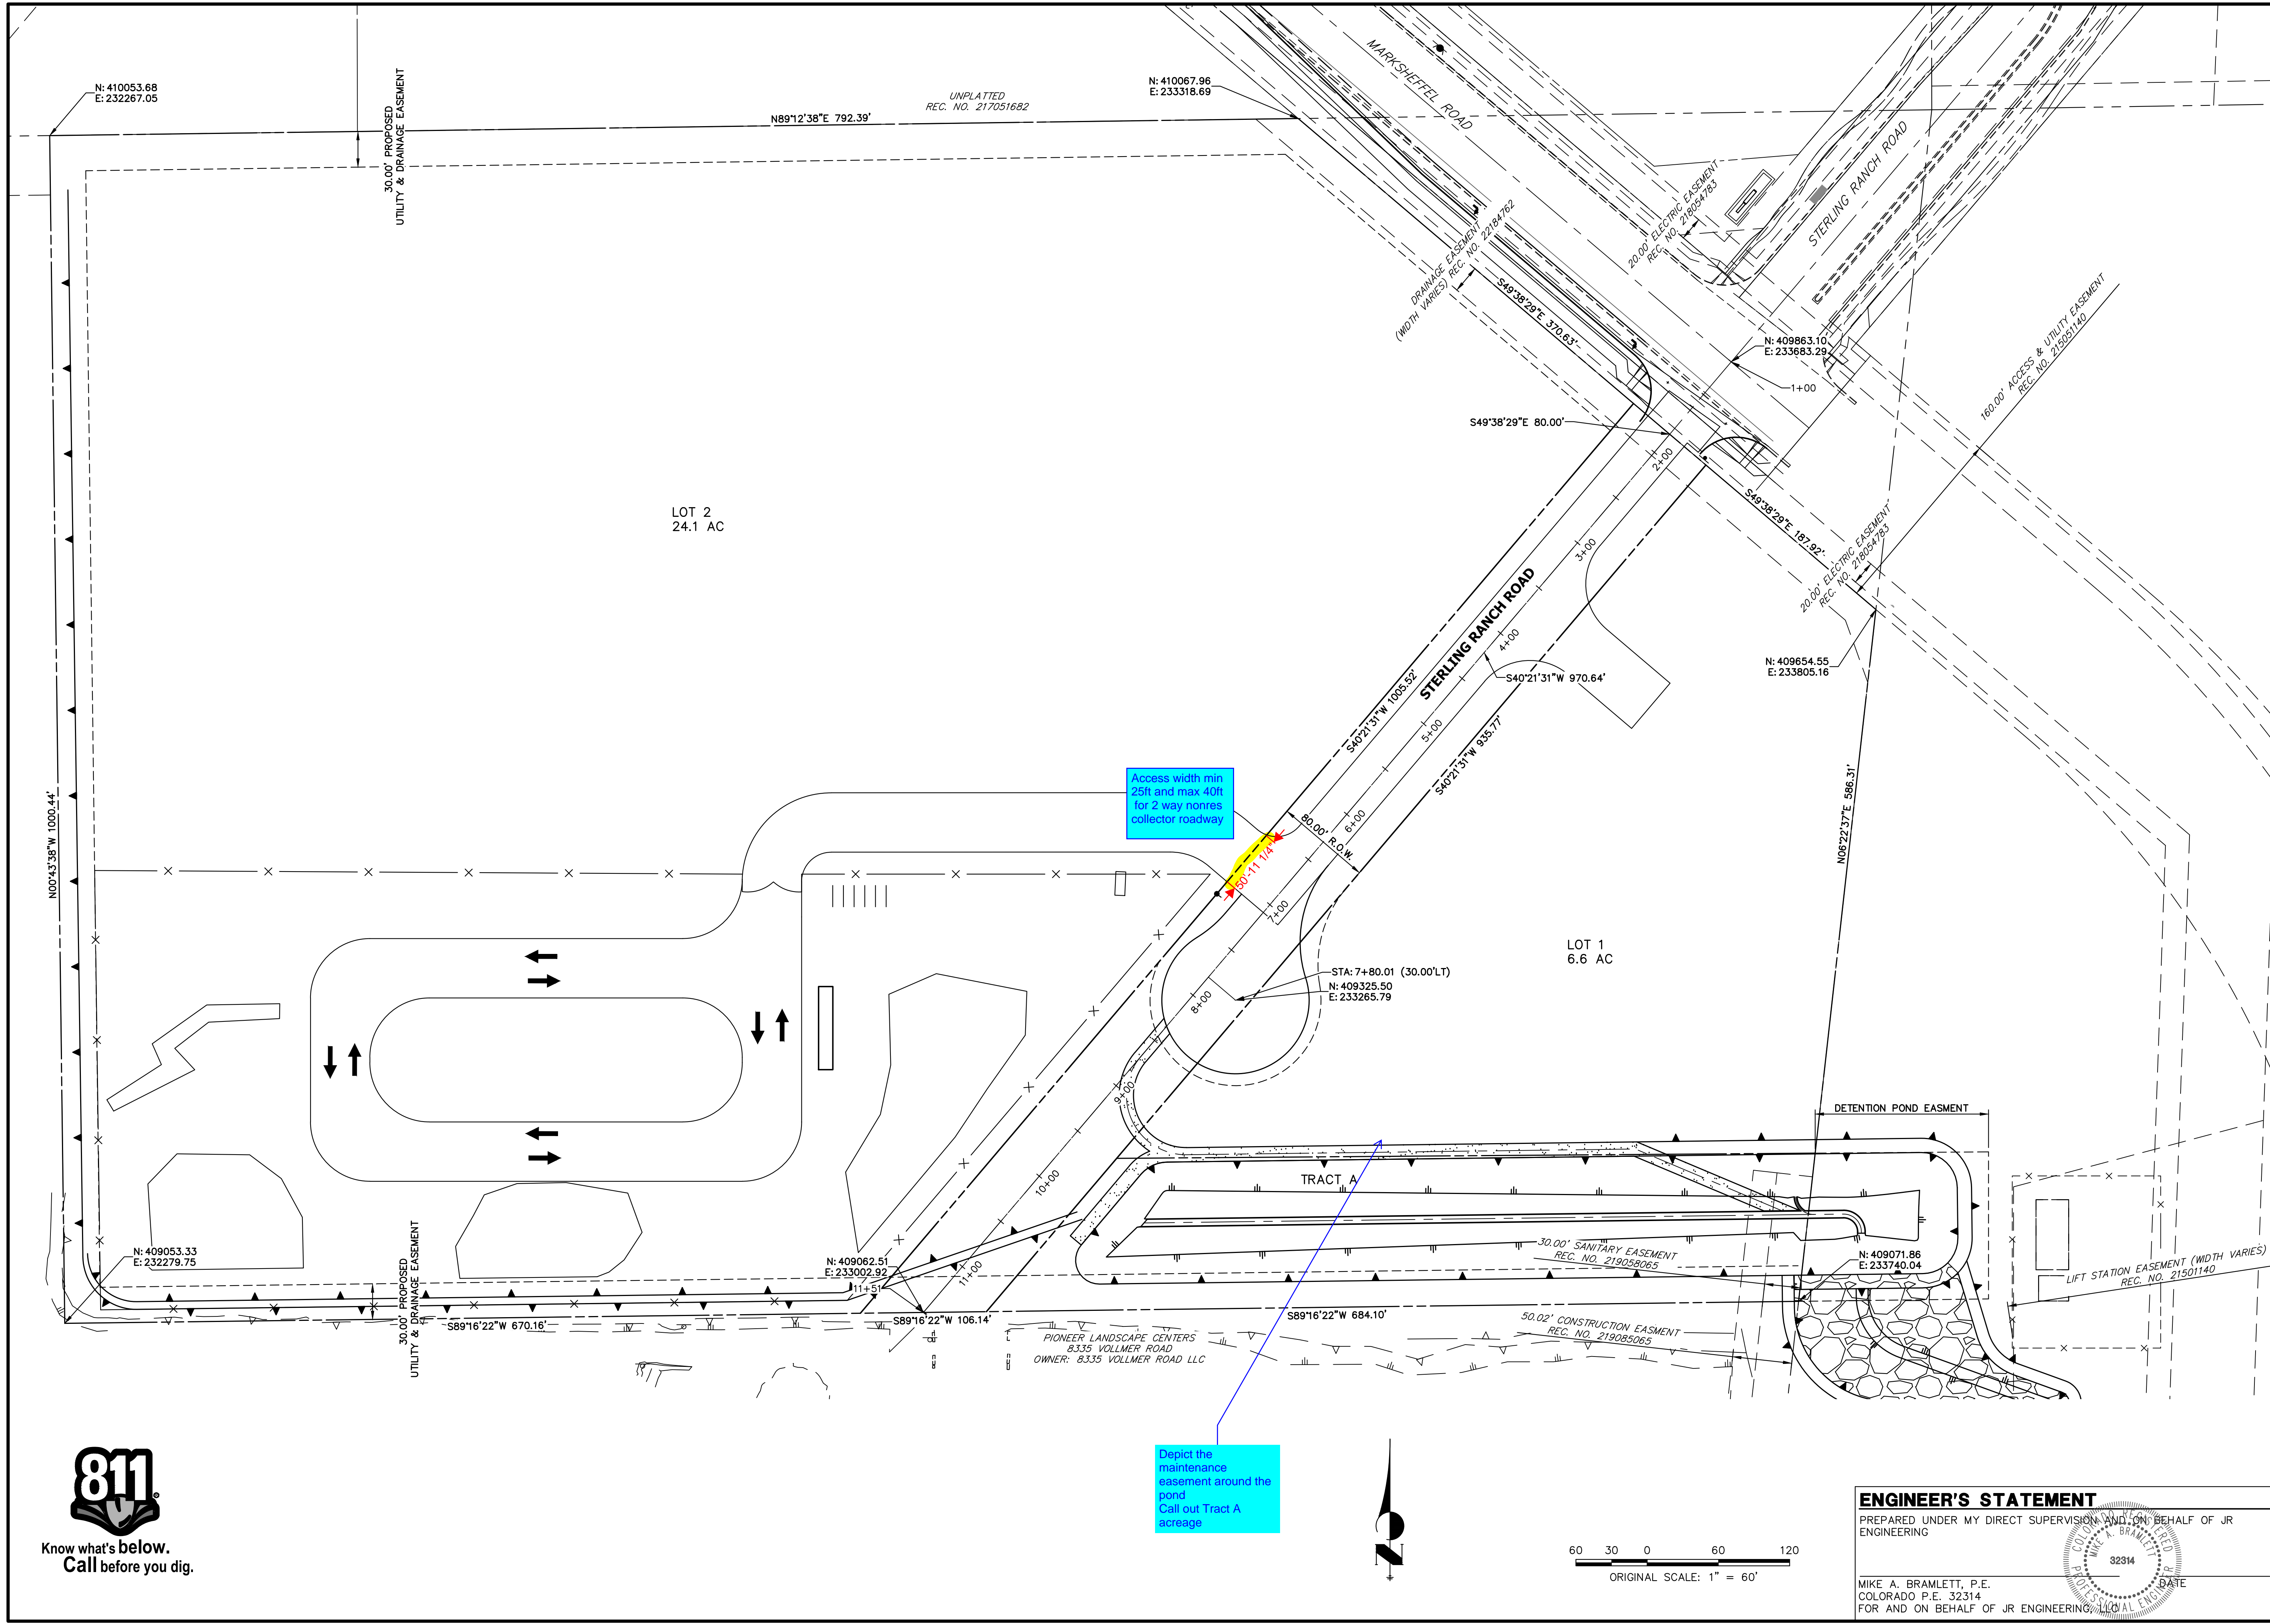 N: 410053.68
E: 232267.05
30.00' PROPOSED
UTILITY & DRAINAGE EASEMENT
UNPLATTED
REC. NO. 217051682
N89°12'38"E 792.39'
N: 410067.96
E: 233318.69
MARKSHEFFEL ROAD
STERLING RANCH ROAD
20.00' ELECTRIC EASEMENT
REC. NO. 218054783
DRAINAGE EASEMENT
(WIDTH VARIES) REC. NO. 22184762
S49°38'29"E 370.63'
N: 409863.10
E: 233683.29
1+00
160.00' ACCESS & UTILITY EASEMENT
REC. NO. 215051140
S49°38'29"E 80.00'
2+00
S49°38'29"E 187.92'
20.00' ELECTRIC EASEMENT
REC. NO. 218054783
LOT 2
24.1 AC
3+00
STERLING RANCH ROAD
4+00
S40°21'31"W 970.64'
N: 409654.55
E: 233805.16
S40°21'31"W 1005.52'
5+00
S40°21'31"W 935.77'
N00°43'38"W 1000.44'
Access width min
25ft and max 40ft
for 2 way nonres
collector roadway
50'-11 1/4"
80.00' R.O.W.
6+00
N06°22'37"E 586.31'
7+00
LOT 1
6.6 AC
STA: 7+80.01 (30.00'LT)
N: 409325.50
E: 233265.79
8+00
9+00
DETENTION POND EASMENT
10+00
TRACT A
11+00
N: 409053.33
E: 232279.75
30.00' PROPOSED
UTILITY & DRAINAGE EASEMENT
N: 409062.51
E: 233002.92
11+51
30.00' SANITARY EASEMENT
REC. NO. 219058065
N: 409071.86
E: 233740.04
LIFT STATION EASEMENT (WIDTH VARIES)
REC. NO. 21501140
S89°16'22"W 670.16'
S89°16'22"W 106.14'
S89°16'22"W 684.10'
50.02' CONSTRUCTION EASEMENT
REC. NO. 219085065
PIONEER LANDSCAPE CENTERS
8335 VOLLMER ROAD
OWNER: 8335 VOLLMER ROAD LLC
Depict the
maintenance
easement around the
pond
Call out Tract A
acreage
811
Know what's below.
Call before you dig.
N
60 30 0 60 120
ORIGINAL SCALE: 1" = 60'
ENGINEER'S STATEMENT
PREPARED UNDER MY DIRECT SUPERVISION AND ON BEHALF OF JR
ENGINEERING
COLORADO REGISTERED
MIKE A. BRAMLETT
32314
PROFESSIONAL ENGINEER
MIKE A. BRAMLETT, P.E.
DATE
COLORADO P.E. 32314
FOR AND ON BEHALF OF JR ENGINEERING, LLC